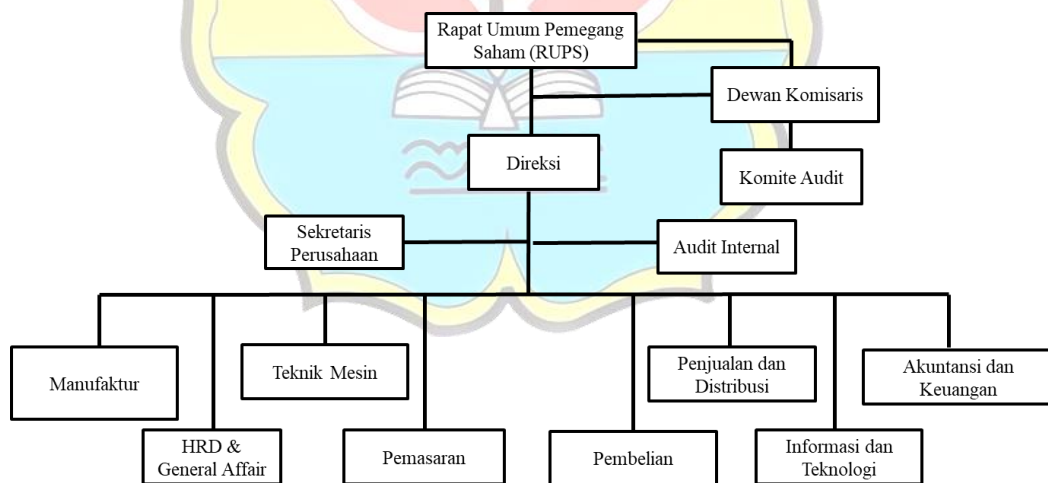 Rapat Umum Pemegang
Saham (RUPS)
Dewan Komisaris
Direksi
Komite Audit
Sekretaris
Perusahaan
Audit Internal
Manufaktur
Teknik Mesin
Penjualan dan
Distribusi
Akuntansi dan
Keuangan
HRD &
General Affair
Pemasaran
Pembelian
Informasi dan
Teknologi